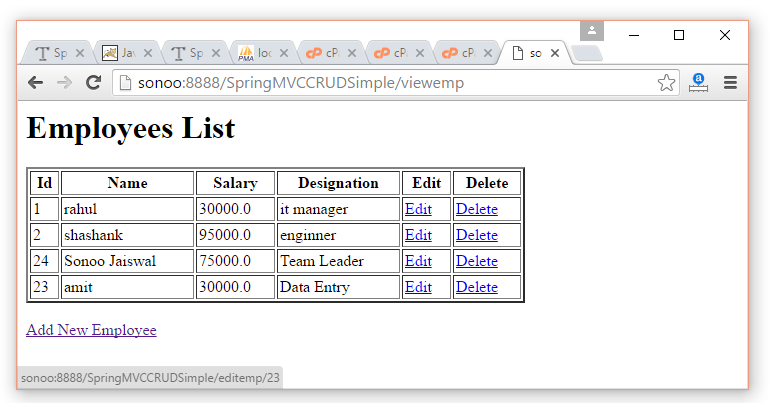 Sp Jav Sp loc cP cP cP so
PMA
sonoo:8888/SpringMVCCRUDSimple/viewemp
Employees List
Id Name Salary Designation Edit Delete
1 rahul 30000.0 it manager Edit Delete
2 shashank 95000.0 enginner Edit Delete
24 Sonoo Jaiswal 75000.0 Team Leader Edit Delete
23 amit 30000.0 Data Entry Edit Delete
Add New Employee
sonoo:8888/SpringMVCCRUDSimple/editemp/23